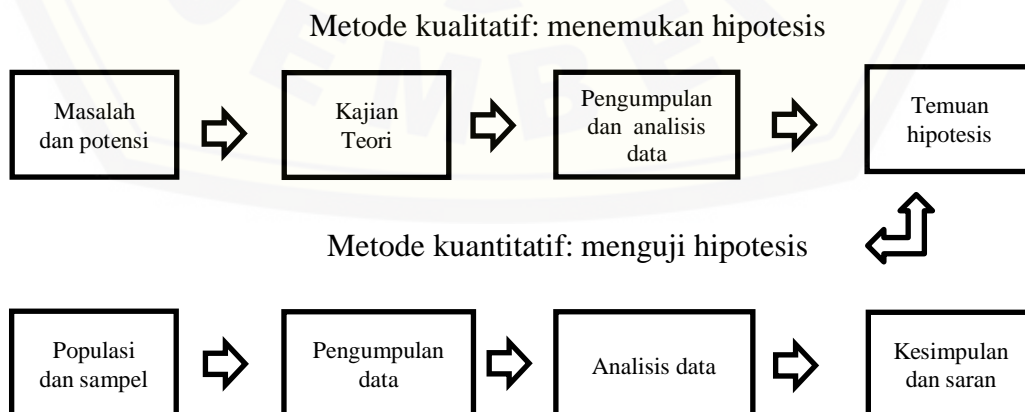 Metode kualitatif: menemukan hipotesis
Masalah
dan potensi
Kajian
Teori
Pengumpulan
dan analisis
data
Temuan
hipotesis
Metode kuantitatif: menguji hipotesis
Populasi
dan sampel
Pengumpulan
data
Analisis data
Kesimpulan
dan saran